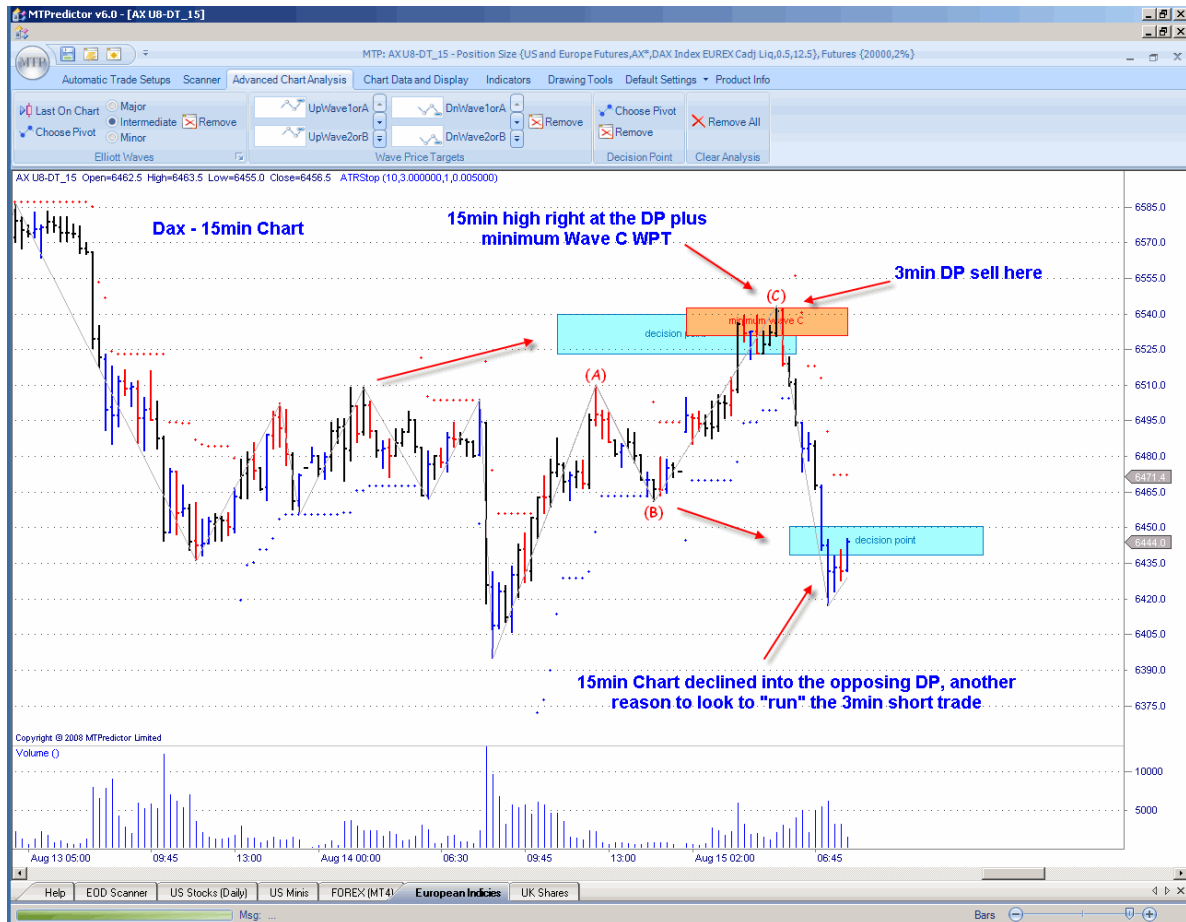 MTPredictor v6.0 - [AX U8-DT_15]
MTP
MTP: AX U8-DT_15 - Position Size {US and Europe Futures,AX*,DAX Index EUREX Cadj Liq,0.5,12.5}, Futures {20000,2%}
Automatic Trade Setups Scanner Advanced Chart Analysis Chart Data and Display Indicators Drawing Tools Default Settings Product Info
Last On Chart
Choose Pivot
Major
Intermediate
Minor
Remove
Elliott Waves
UpWave1orA
UpWave2orB
DnWave1orA
DnWave2orB
Remove
Wave Price Targets
Choose Pivot
Remove
Decision Point
Remove All
Clear Analysis
AX U8-DT_15 Open=6462.5 High=6463.5 Low=6455.0 Close=6456.5 ATRStop (10,3.000000,1,0.005000)
Dax - 15min Chart
15min high right at the DP plus
minimum Wave C WPT
3min DP sell here
(C)
minimum wave C
decision point
(A)
(B)
decision point
15min Chart declined into the opposing DP, another
reason to look to "run" the 3min short trade
6585.0
6570.0
6555.0
6540.0
6525.0
6510.0
6495.0
6480.0
6471.4
6465.0
6450.0
6444.0
6435.0
6420.0
6405.0
6390.0
6375.0
Copyright © 2008 MTPredictor Limited
Volume ()
10000
5000
Aug 13 05:00 09:45 13:00 Aug 14 00:00 06:30 09:45 13:00 Aug 15 02:00 06:45
Help EOD Scanner US Stocks (Daily) US Minis FOREX (MT4) European Indicies UK Shares
Msg: ...
Bars